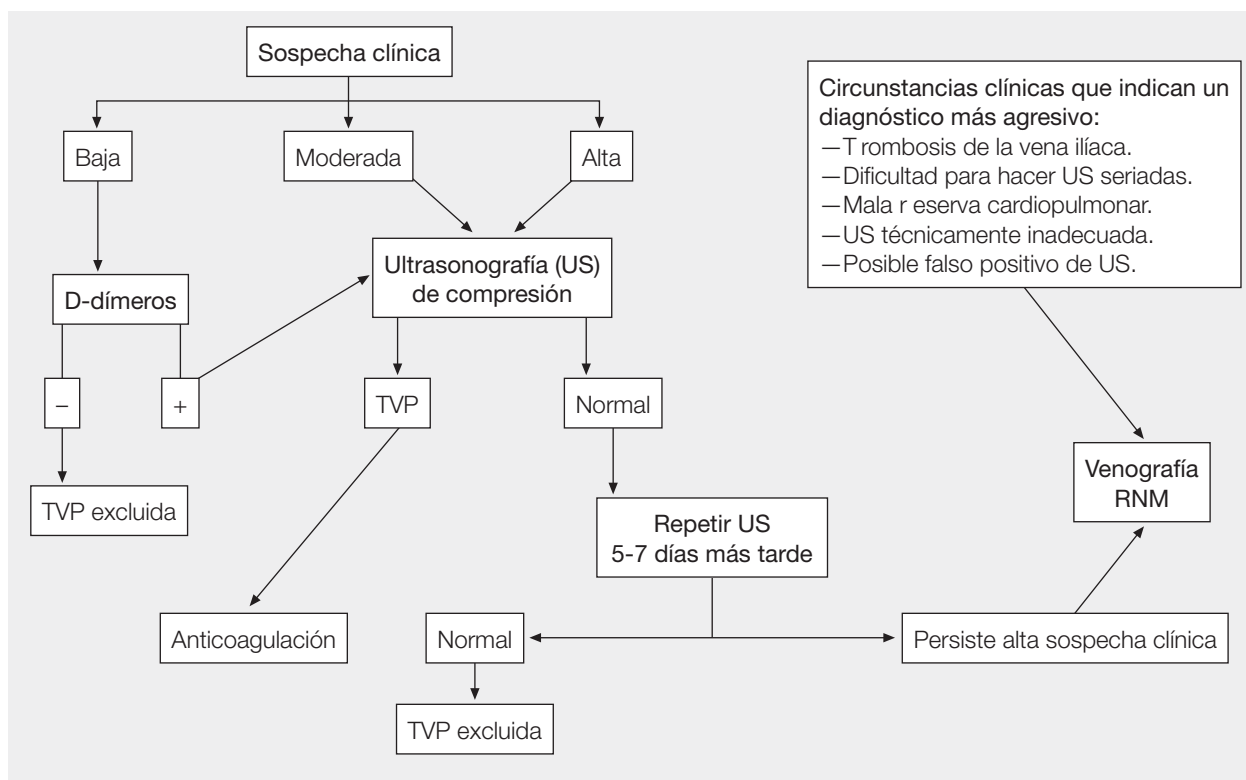 Sospecha clínica
Circunstancias clínicas que indican un
diagnóstico más agresivo:
—T rombosis de la vena ilíaca.
—Dificultad para hacer US seriadas.
—Mala r eserva cardiopulmonar.
—US técnicamente inadecuada.
—Posible falso positivo de US.
Baja
Moderada
Alta
Ultrasonografía (US)
de compresión
D-dímeros
–
+
TVP
Normal
TVP excluida
Venografía
RNM
Repetir US
5-7 días más tarde
Anticoagulación
Normal
Persiste alta sospecha clínica
TVP excluida